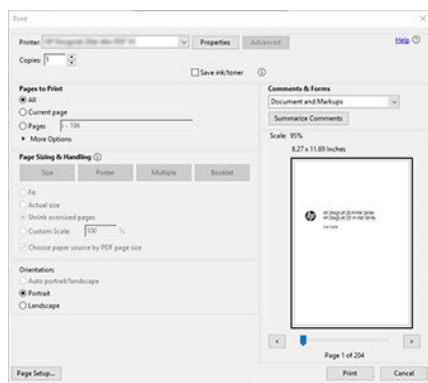 Print
Printer:
Properties
Advanced
Help
Copies: 1
Save ink/toner
Pages to Print
All
Current page
Pages
- 196
More Options
Page Sizing & Handling
Size
Poster
Multiple
Booklet
Fit
Actual size
Shrink oversized pages
Custom Scale: 100 %
Choose paper source by PDF page size
Orientation:
Auto portrait/landscape
Portrait
Landscape
Comments & Forms
Document and Markups
Summarize Comments
Scale: 95%
8.27 x 11.69 Inches
hp
<
>
Page 1 of 204
Page Setup...
Print
Cancel